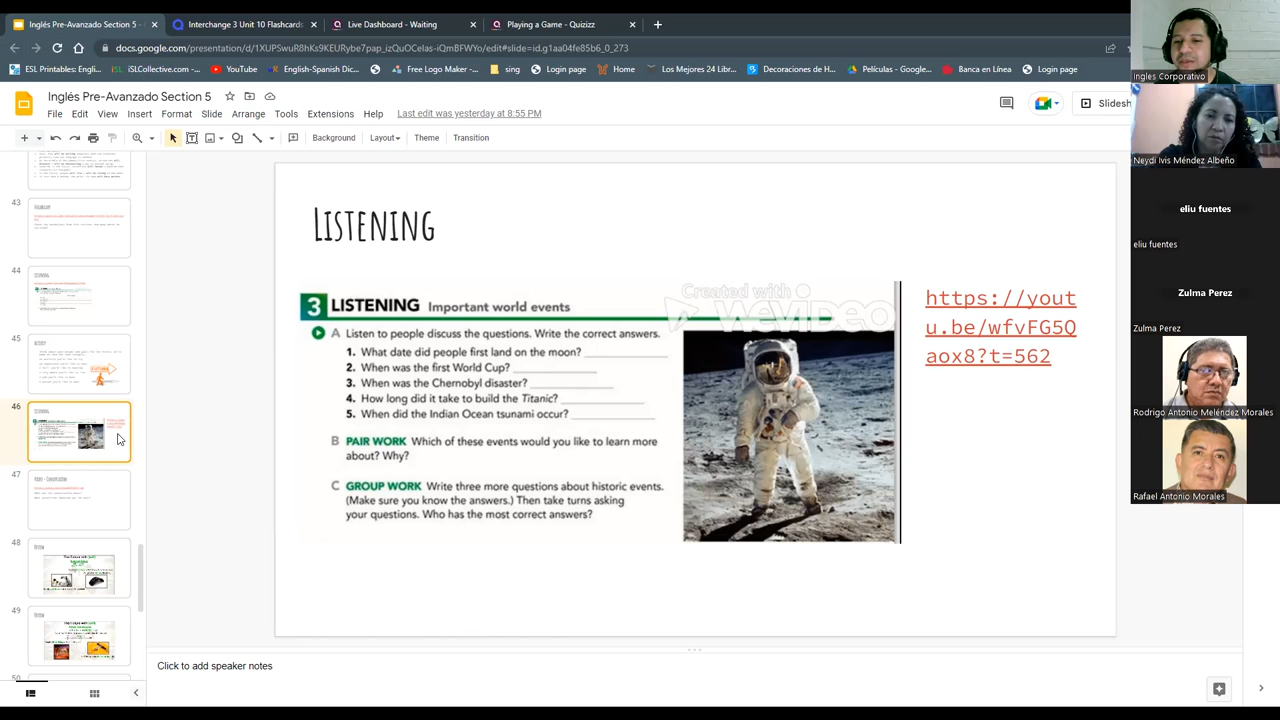 Inglés Pre-Avanzado Section 5 -
Interchange 3 Unit 10 Flashcards
Live Dashboard - Waiting
Playing a Game - Quizizz
docs.google.com/presentation/d/1XUPSwuR8hKs9KEURybe7pap_izQuOCelas-iQmBFWYo/edit#slide=id.g1aa04fe85b6_0_273
ESL Printables: Engli...
iSLCollective.com -...
YouTube
English-Spanish Dic...
Free Logo Maker -...
sing
Login page
Home
Los Mejores 24 Libr...
Decoraciones de H...
Películas - Google...
Banca en Línea
Login page
Inglés Pre-Avanzado Section 5
File Edit View Insert Format Slide Arrange Tools Extensions Help
Last edit was yesterday at 8:55 PM
Slidesh
Background
Layout
Theme
Transition
43
44
45
46
47
48
49
LISTENING
3 LISTENING Important world events
Created with
WeVideo
A Listen to people discuss the questions. Write the correct answers.
1. What date did people first land on the moon?
2. When was the first World Cup?
3. When was the Chernobyl disaster?
4. How long did it take to build the Titanic?
5. When did the Indian Ocean tsunami occur?
B PAIR WORK Which of these events would you like to learn more
about? Why?
C GROUP WORK Write three more questions about historic events.
(Make sure you know the answers.) Then take turns asking
your questions. Who has the most correct answers?
https://yout
u.be/wfvFG5Q
aox8?t=562
Click to add speaker notes
Ingles Corporativo
Neydi Ivis Méndez Albeño
eliu fuentes
eliu fuentes
Zulma Perez
Zulma Perez
Rodrigo Antonio Meléndez Morales
Rafael Antonio Morales